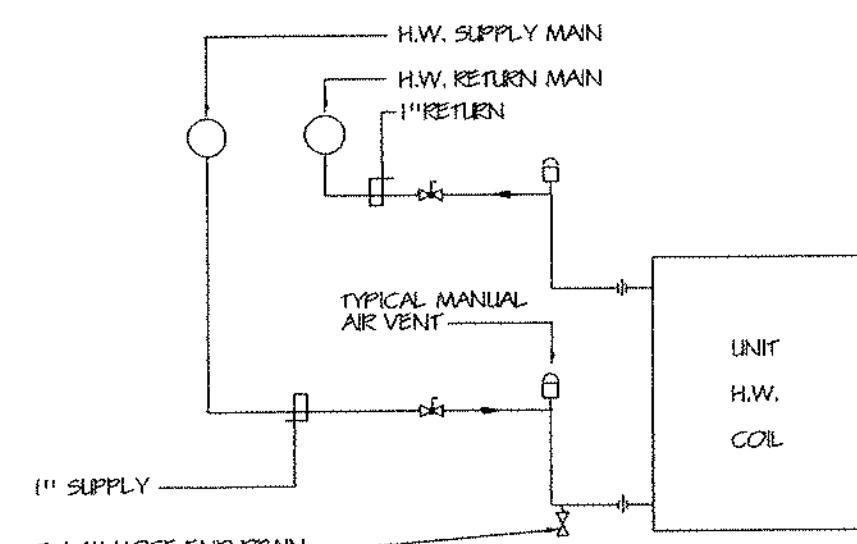 H.W. SUPPLY MAIN
H.W. RETURN MAIN
1" RETURN
TYPICAL MANUAL
AIR VENT
UNIT
H.W.
COIL
1" SUPPLY